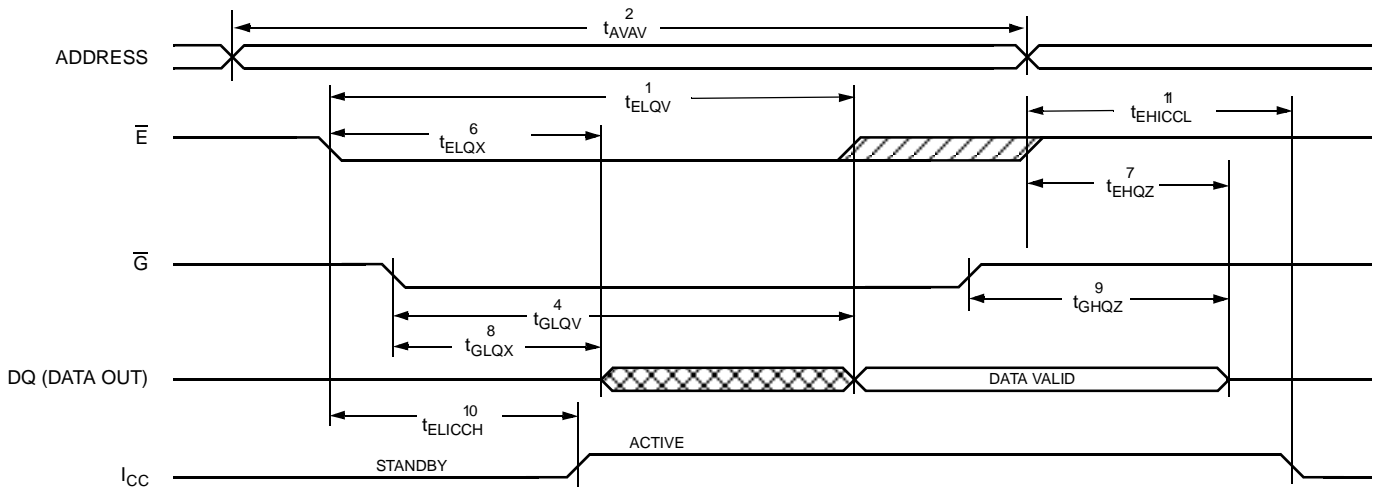 2
tAVAV
ADDRESS
1
tELQV
11
tEHICCL
E
6
tELQX
7
tEHQZ
G
9
tGHQZ
4
tGLQV
8
tGLQX
DQ (DATA OUT)
DATA VALID
10
tELICCH
ACTIVE
STANDBY
ICC